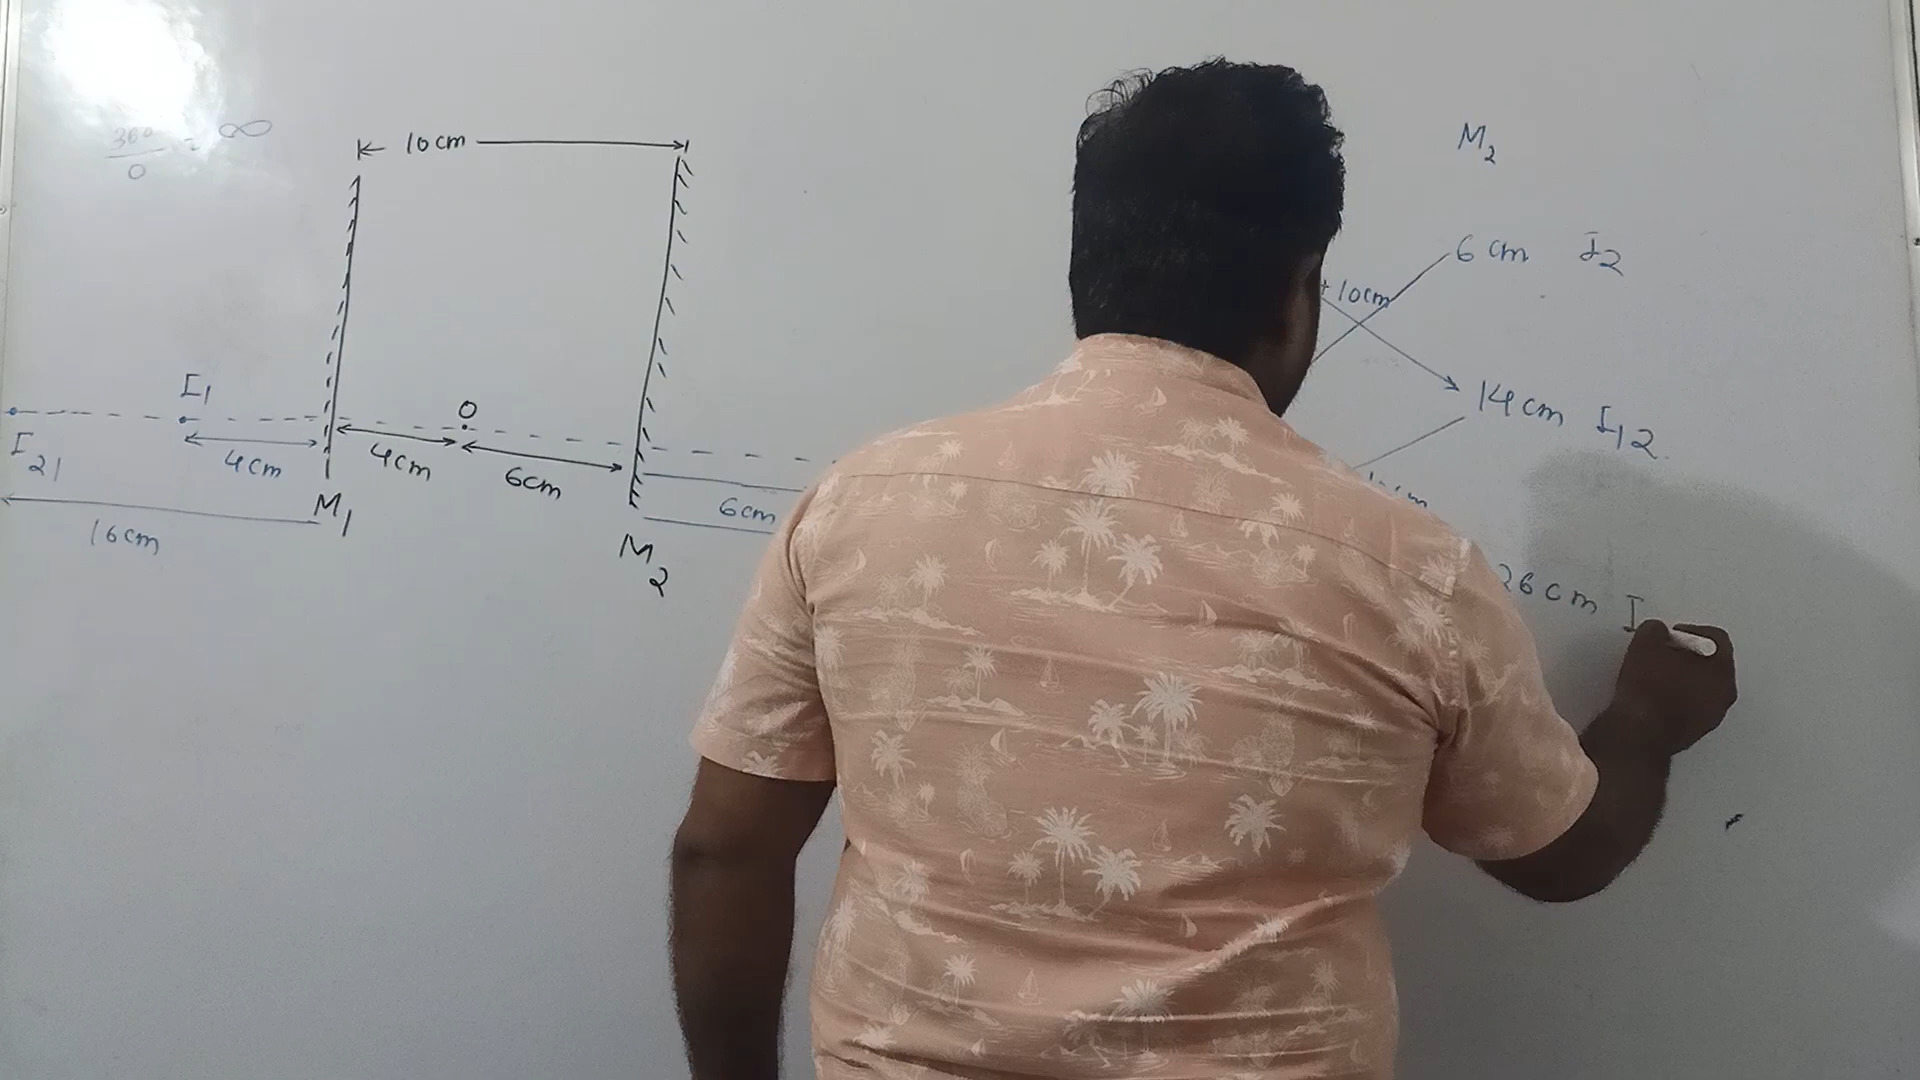 360/0 = ∞
10cm
I1
I21
4cm
16cm
M1
O
4cm
6cm
M2
6cm
M2
6 cm I2
+10cm
14cm I12
26cm I